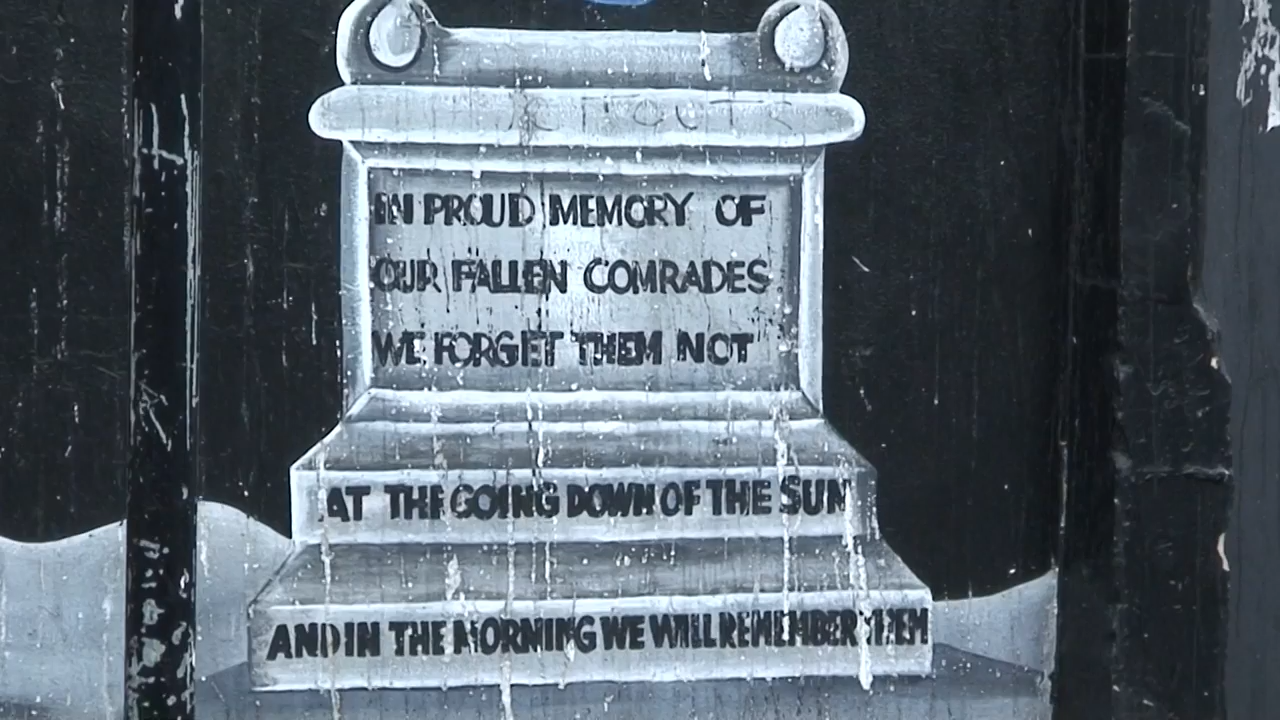 IN PROUD MEMORY OF
OUR FALLEN COMRADES
WE FORGET THEM NOT
AT THE GOING DOWN OF THE SUN
AND IN THE MORNING WE WILL REMEMBER THEM